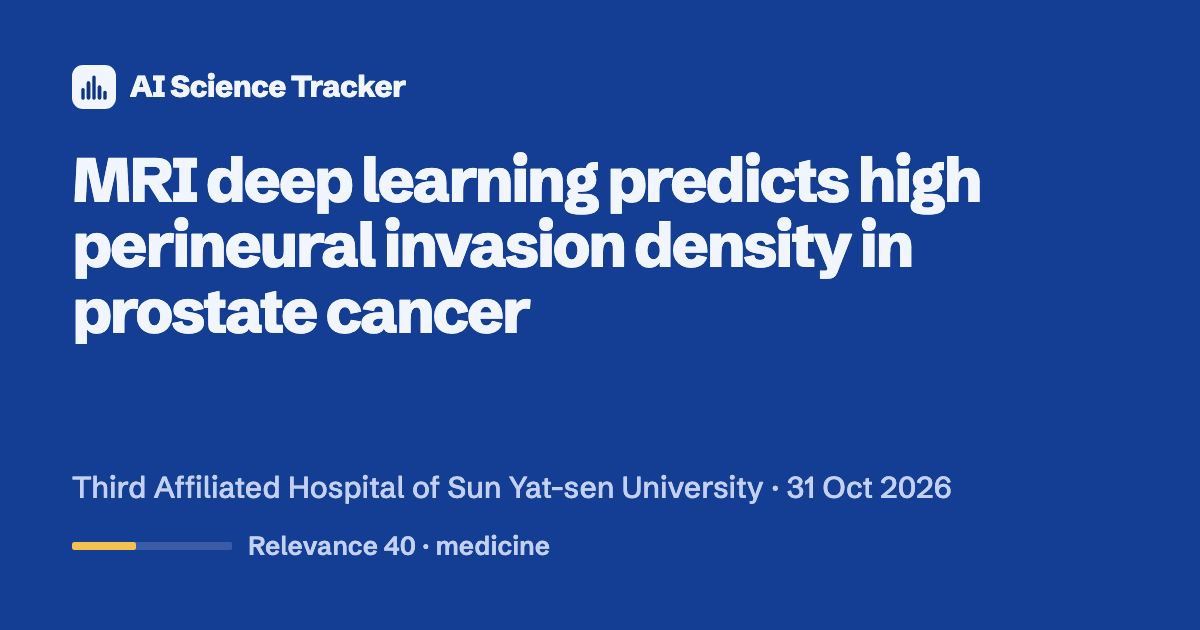 AI Science Tracker
MRI deep learning predicts high
perineural invasion density in
prostate cancer
Third Affiliated Hospital of Sun Yat-sen University · 31 Oct 2026
Relevance 40 · medicine